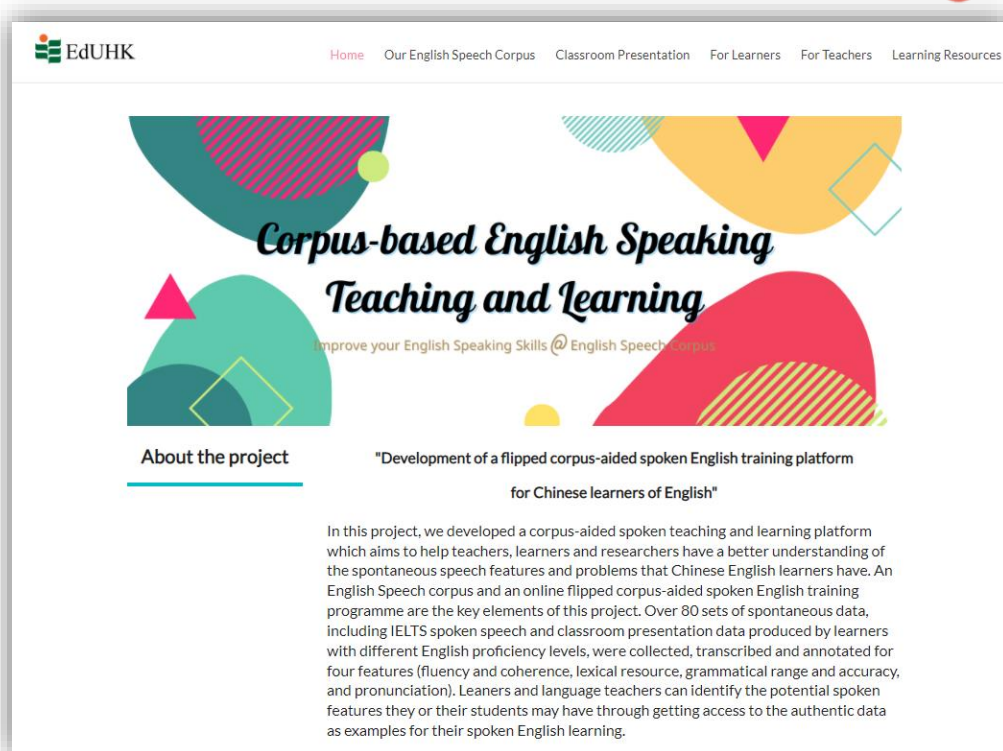 EdUHK
Home Our English Speech Corpus Classroom Presentation For Learners For Teachers Learning Resources
Corpus-based English Speaking
Teaching and Learning
Improve your English Speaking Skills @ English Speech Corpus
About the project
"Development of a flipped corpus-aided spoken English training platform
for Chinese learners of English"
In this project, we developed a corpus-aided spoken teaching and learning platform
which aims to help teachers, learners and researchers have a better understanding of
the spontaneous speech features and problems that Chinese English learners have. An
English Speech corpus and an online flipped corpus-aided spoken English training
programme are the key elements of this project. Over 80 sets of spontaneous data,
including IELTS spoken speech and classroom presentation data produced by learners
with different English proficiency levels, were collected, transcribed and annotated for
four features (fluency and coherence, lexical resource, grammatical range and accuracy,
and pronunciation). Leaners and language teachers can identify the potential spoken
features they or their students may have through getting access to the authentic data
as examples for their spoken English learning.